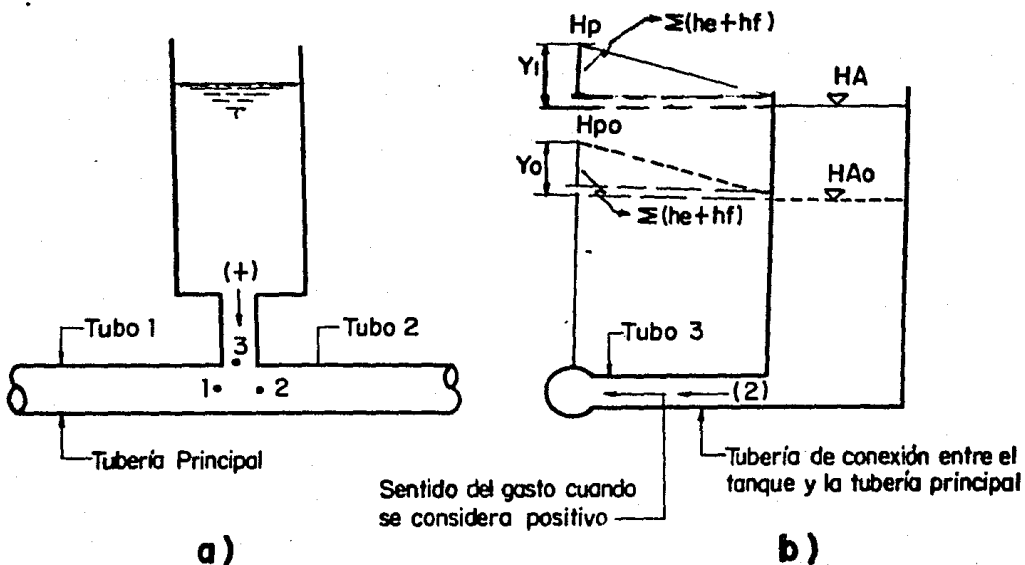 (+)
Tubo 1
Tubo 2
3
1
2
Tubería Principal
a)
Hp
Σ(he+hf)
Y1
HA
Hpo
Yo
HAo
Σ(he+hf)
Tubo 3
(2)
Sentido del gasto cuando
se considera positivo
Tubería de conexión entre el
tanque y la tubería principal
b)